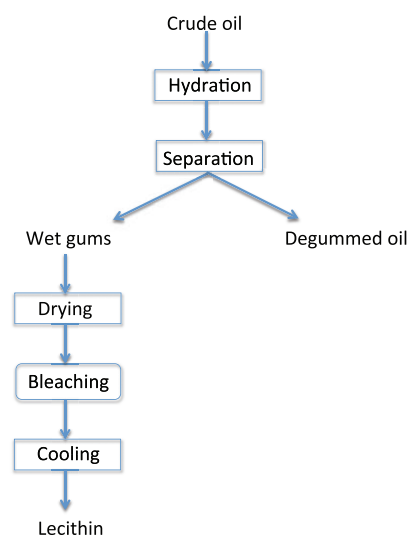 Crude oil
Hydration
Separation
Wet gums
Degummed oil
Drying
Bleaching
Cooling
Lecithin